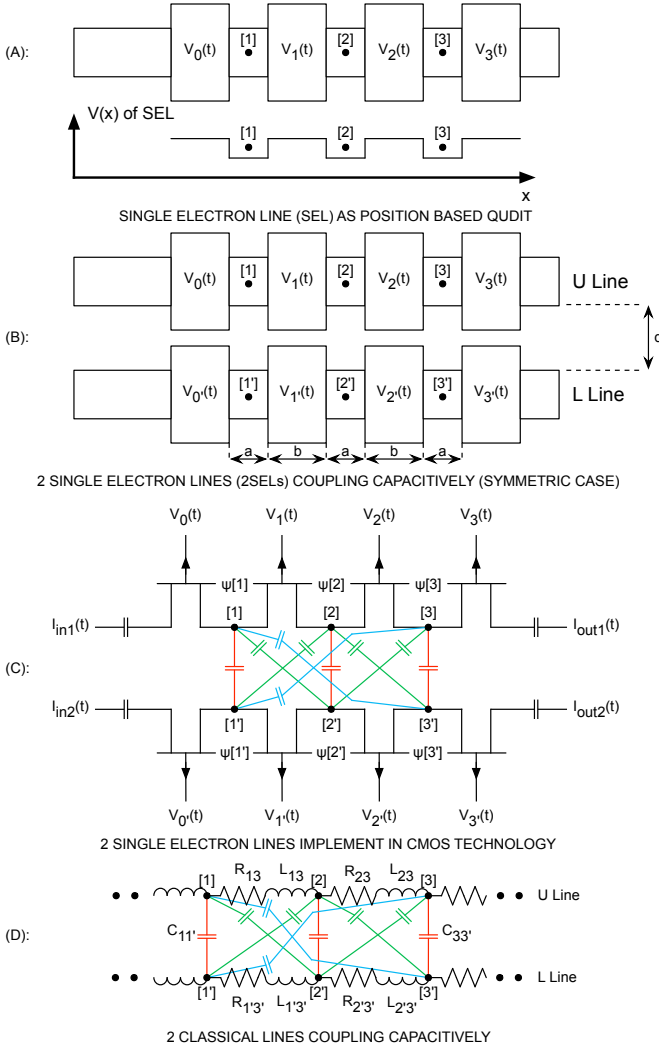 (A):
V0(t) [1] V1(t) [2] V2(t) [3] V3(t)
V(x) of SEL
[1] [2] [3]
x
SINGLE ELECTRON LINE (SEL) AS POSITION BASED QUDIT
(B):
V0(t) [1] V1(t) [2] V2(t) [3] V3(t) U Line
d
V0'(t) [1'] V1'(t) [2'] V2'(t) [3'] V3'(t) L Line
a b a b a
2 SINGLE ELECTRON LINES (2SELs) COUPLING CAPACITIVELY (SYMMETRIC CASE)
(C):
V0(t) V1(t) V2(t) V3(t)
ψ[1] ψ[2] ψ[3]
Iin1(t) [1] [2] [3] Iout1(t)
Iin2(t) [1'] [2'] [3'] Iout2(t)
ψ[1'] ψ[2'] ψ[3']
V0'(t) V1'(t) V2'(t) V3'(t)
2 SINGLE ELECTRON LINES IMPLEMENT IN CMOS TECHNOLOGY
(D):
[1] R13 L13 [2] R23 L23 [3] U Line
C11' C33'
[1'] R1'3' L1'3' [2'] R2'3' L2'3' [3'] L Line
2 CLASSICAL LINES COUPLING CAPACITIVELY